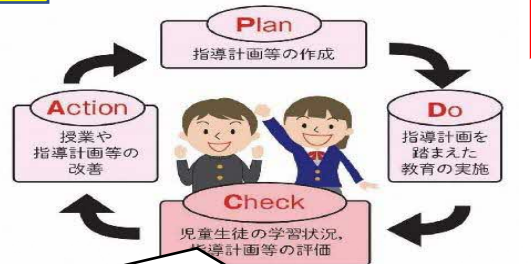 Plan
指導計画等の作成
Do
指導計画を
踏まえた
教育の実施
Check
児童生徒の学習状況,
指導計画等の評価
Action
授業や
指導計画等の
改善